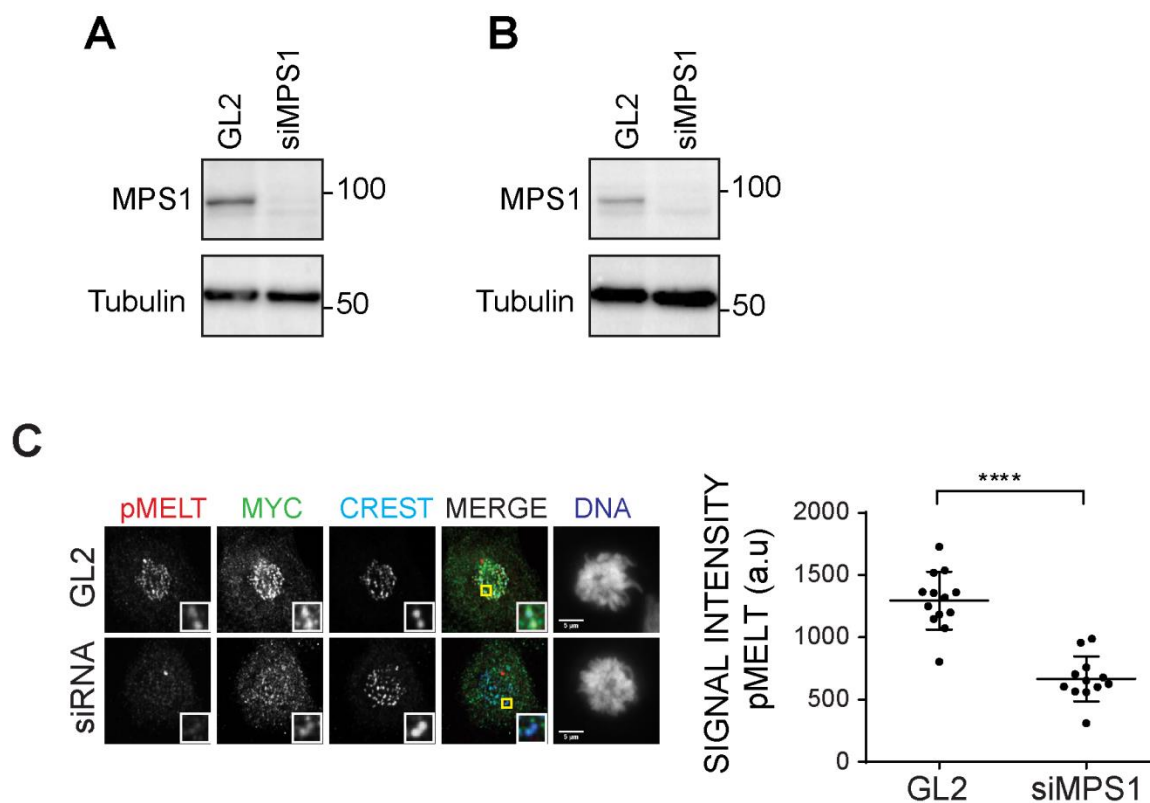 A
B
GL2
siMPS1
GL2
siMPS1
MPS1
100
MPS1
100
Tubulin
50
Tubulin
50
C
pMELT
MYC
CREST
MERGE
DNA
GL2
5 µm
siRNA
5 µm
SIGNAL INTENSITY
pMELT (a.u)
****
2000
1500
1000
500
0
GL2
siMPS1